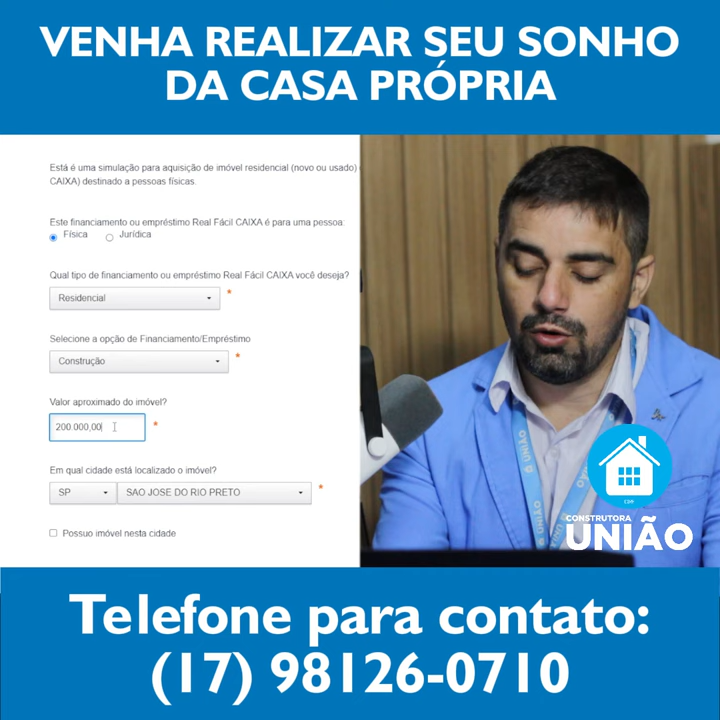 VENHA REALIZAR SEU SONHO
DA CASA PRÓPRIA
Está é uma simulação para aquisição de imóvel residencial (novo ou usado)
CAIXA) destinado a pessoas físicas.
Este financiamento ou empréstimo Real Fácil CAIXA é para uma pessoa:
Física
Jurídica
Qual tipo de financiamento ou empréstimo Real Fácil CAIXA você deseja?
Residencial *
Selecione a opção de Financiamento/Empréstimo
Construção *
Valor aproximado do imóvel?
200.000,00 *
Em qual cidade está localizado o imóvel?
SP SAO JOSE DO RIO PRETO *
Possuo imóvel nesta cidade
UNIÃO
CONSTRUTORA
UNIÃO
Telefone para contato:
(17) 98126-0710